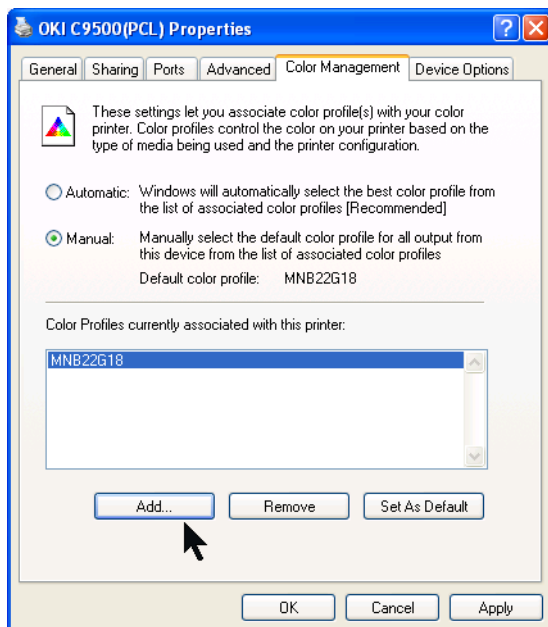 OKI C9500(PCL) Properties
General Sharing Ports Advanced Color Management Device Options
These settings let you associate color profile(s) with your color
printer. Color profiles control the color on your printer based on the
type of media being used and the printer configuration.
Automatic: Windows will automatically select the best color profile from
the list of associated color profiles [Recommended]
Manual: Manually select the default color profile for all output from
this device from the list of associated color profiles
Default color profile: MNB22G18
Color Profiles currently associated with this printer:
MNB22G18
Add... Remove Set As Default
OK Cancel Apply